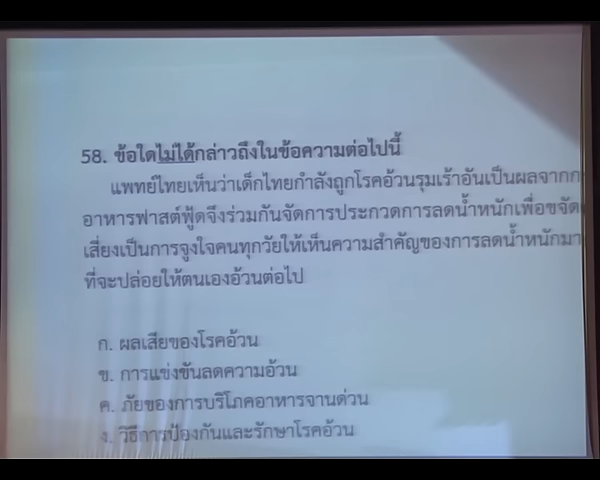 58. ข้อใดไม่ได้กล่าวถึงในข้อความต่อไปนี้
แพทย์ไทยเห็นว่าเด็กไทยกำลังถูกโรคอ้วนรุมเร้าอันเป็นผลจากก
อาหารฟาสต์ฟู้ดจึงร่วมกันจัดการประกวดการลดน้ำหนักเพื่อขจัด
เสี่ยงเป็นการจูงใจคนทุกวัยให้เห็นความสำคัญของการลดน้ำหนักมา
ที่จะปล่อยให้ตนเองอ้วนต่อไป
ก. ผลเสียของโรคอ้วน
ข. การแข่งขันลดความอ้วน
ค. ภัยของการบริโภคอาหารจานด่วน
ง. วิธีการป้องกันและรักษาโรคอ้วน